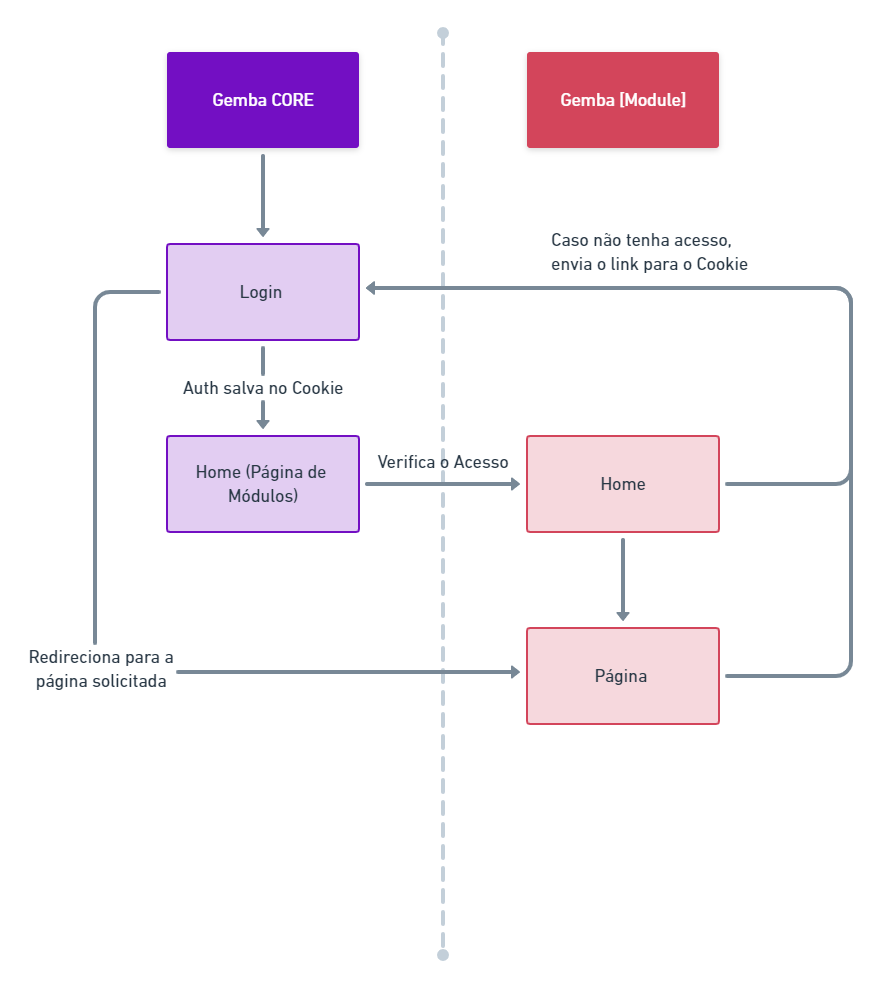 Gemba CORE
Gemba [Module]
Caso não tenha acesso,
envia o link para o Cookie
Login
Auth salva no Cookie
Verifica o Acesso
Home (Página de
Módulos)
Home
Redireciona para a
página solicitada
Página